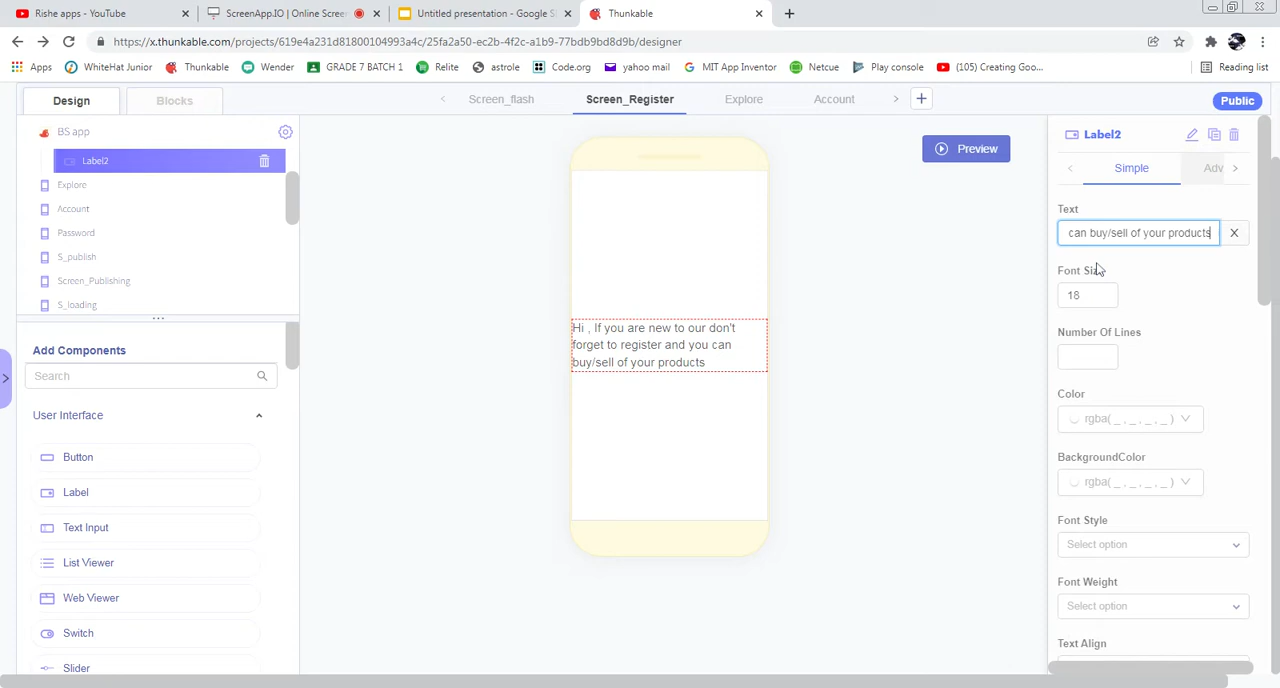 Rishe apps - YouTube
ScreenApp.IO | Online Screen
Untitled presentation - Google S
Thunkable
https://x.thunkable.com/projects/619e4a231d81800104993a4c/25fa2a50-ec2b-4f2c-a1b9-77bdb9bd8d9b/designer
Apps
WhiteHat Junior
Thunkable
Wender
GRADE 7 BATCH 1
Relite
astrole
Code.org
yahoo mail
MIT App Inventor
Netcue
Play console
(105) Creating Goo...
Reading list
Design
Blocks
Screen_flash
Screen_Register
Explore
Account
Public
BS app
Label2
Explore
Account
Password
S_publish
Screen_Publishing
S_loading
Add Components
Search
User Interface
Button
Label
Text Input
List Viewer
Web Viewer
Switch
Slider
Preview
Hi , If you are new to our don't
forget to register and you can
buy/sell of your products
Label2
Simple
Adv
Text
can buy/sell of your products
Font Size
18
Number Of Lines
Color
rgba( _ , _ , _ , _ )
BackgroundColor
rgba( _ , _ , _ , _ )
Font Style
Select option
Font Weight
Select option
Text Align